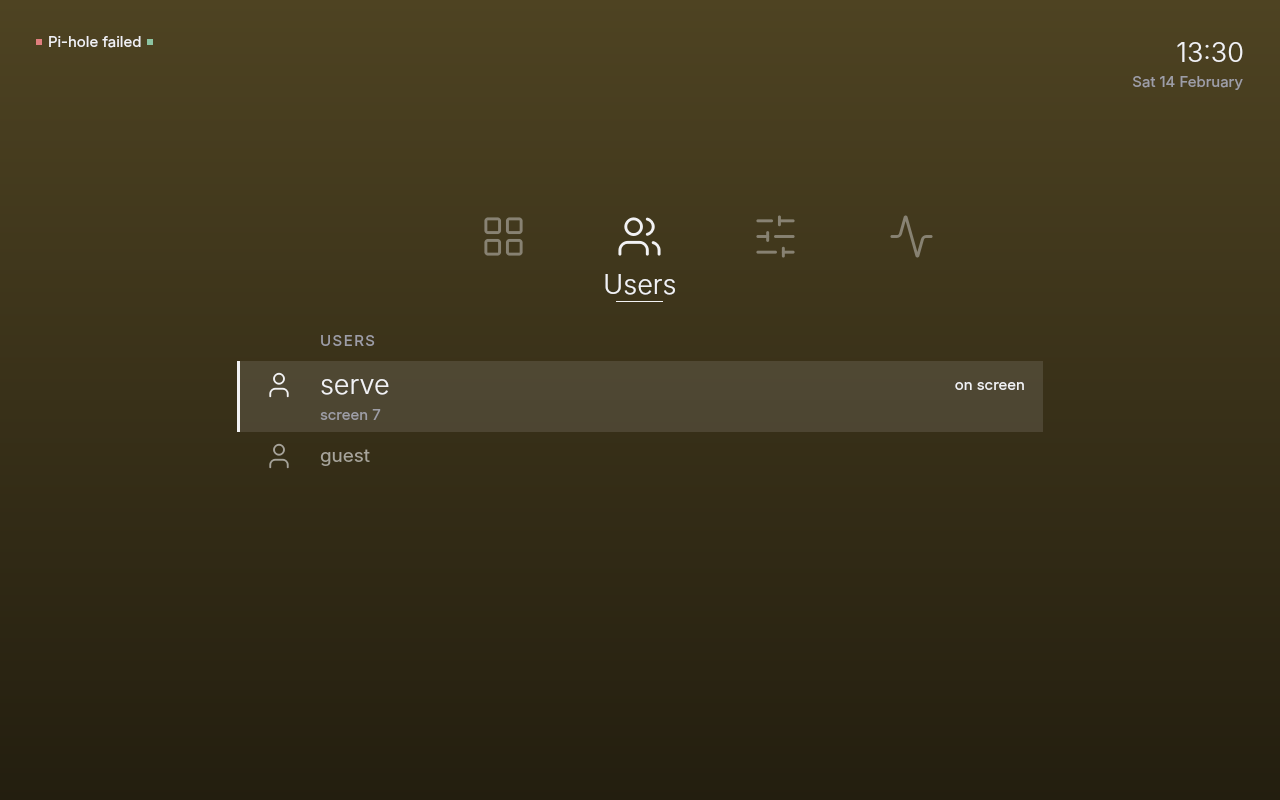 Pi-hole failed
13:30
Sat 14 February
Users
USERS
serve
on screen
screen 7
guest